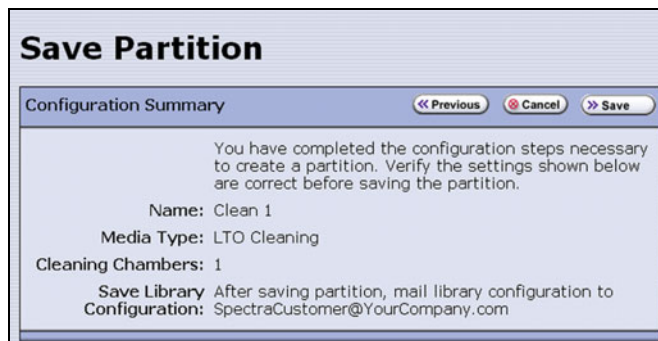 Save Partition
Configuration Summary
Previous
Cancel
Save
You have completed the configuration steps necessary
to create a partition. Verify the settings shown below
are correct before saving the partition.
Name: Clean 1
Media Type: LTO Cleaning
Cleaning Chambers: 1
Save Library After saving partition, mail library configuration to
Configuration: SpectraCustomer@YourCompany.com